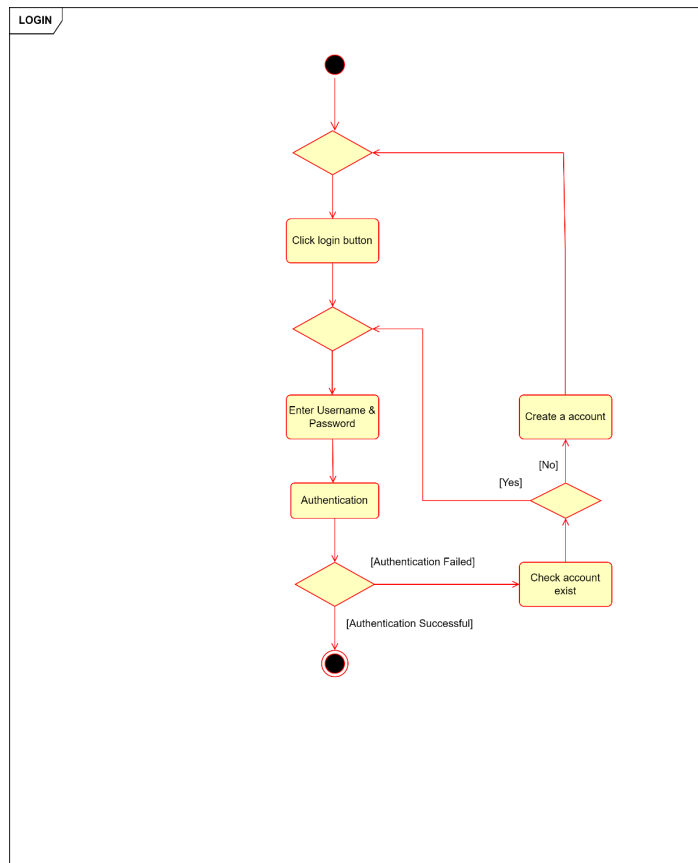 LOGIN
Click login button
Enter Username &
Password
Create a account
[No]
[Yes]
Authentication
[Authentication Failed]
Check account
exist
[Authentication Successful]